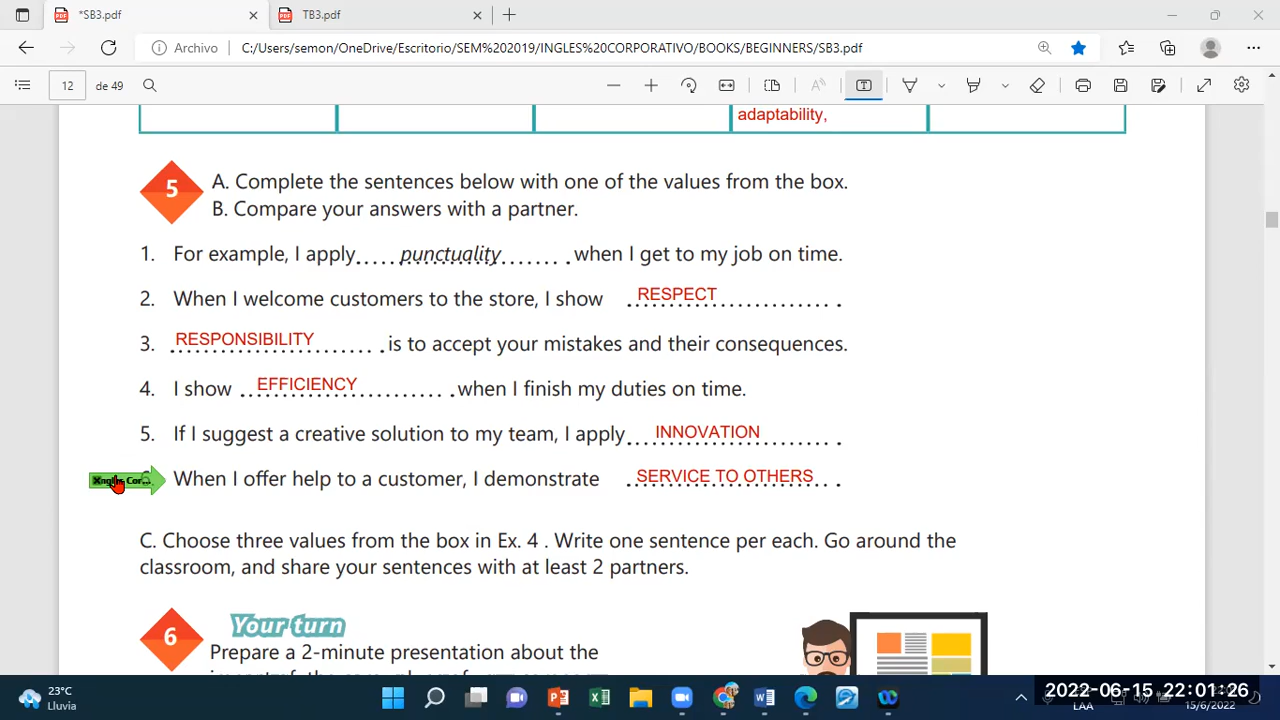 *SB3.pdf
TB3.pdf
Archivo C:/Users/semon/OneDrive/Escritorio/SEM%202019/INGLES%20CORPORATIVO/BOOKS/BEGINNERS/SB3.pdf
12 de 49
adaptability,
5
A. Complete the sentences below with one of the values from the box.
B. Compare your answers with a partner.
1. For example, I apply.....punctuality........when I get to my job on time.
2. When I welcome customers to the store, I show RESPECT
3. RESPONSIBILITY is to accept your mistakes and their consequences.
4. I show EFFICIENCY when I finish my duties on time.
5. If I suggest a creative solution to my team, I apply INNOVATION
When I offer help to a customer, I demonstrate SERVICE TO OTHERS
C. Choose three values from the box in Ex. 4 . Write one sentence per each. Go around the
classroom, and share your sentences with at least 2 partners.
6
Your turn
Prepare a 2-minute presentation about the
23°C
Lluvia
2022-06-15 22:01:26
LAA
15/6/2022